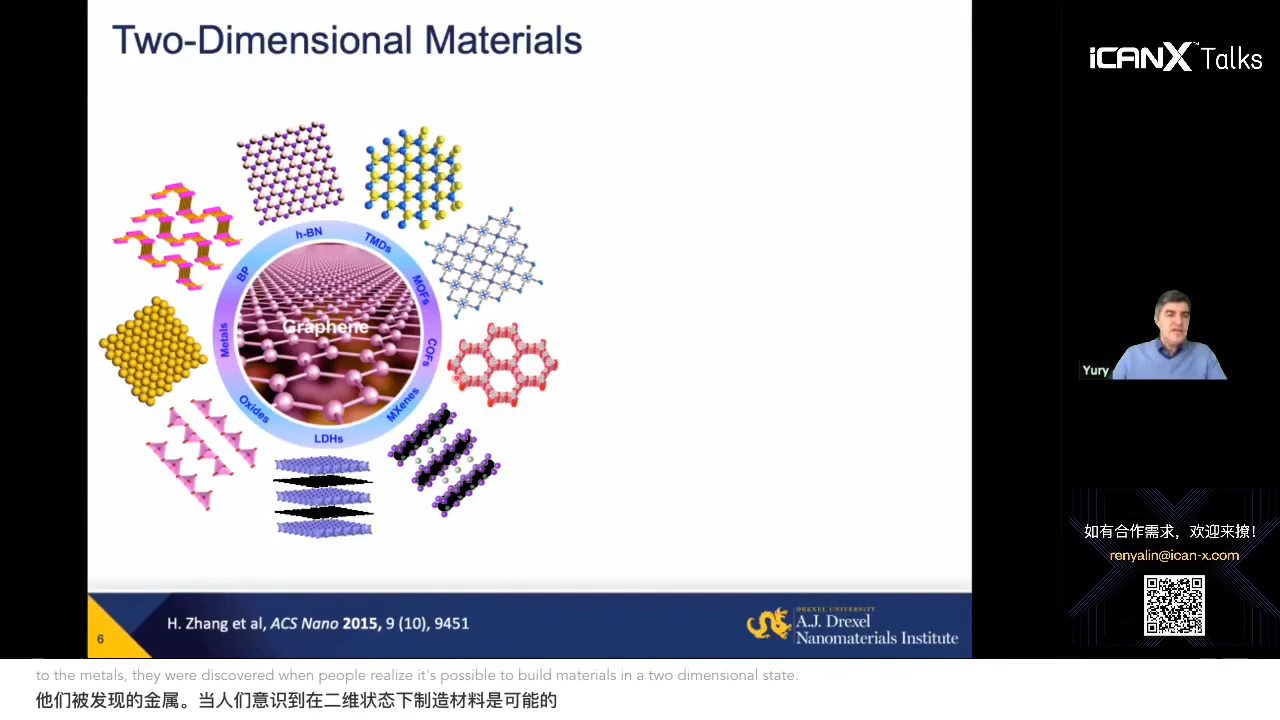 Two-Dimensional Materials
iCANX™ Talks
h-BN
TMDs
BP
MOFs
Graphene
Metals
COFs
Oxides
MXenes
LDHs
Yury
如有合作需求，欢迎来撩！
renyalin@ican-x.com
6
H. Zhang et al, ACS Nano 2015, 9 (10), 9451
DREXEL UNIVERSITY
A.J. Drexel
Nanomaterials Institute
to the metals, they were discovered when people realize it's possible to build materials in a two dimensional state.
他们被发现的金属。当人们意识到在二维状态下制造材料是可能的